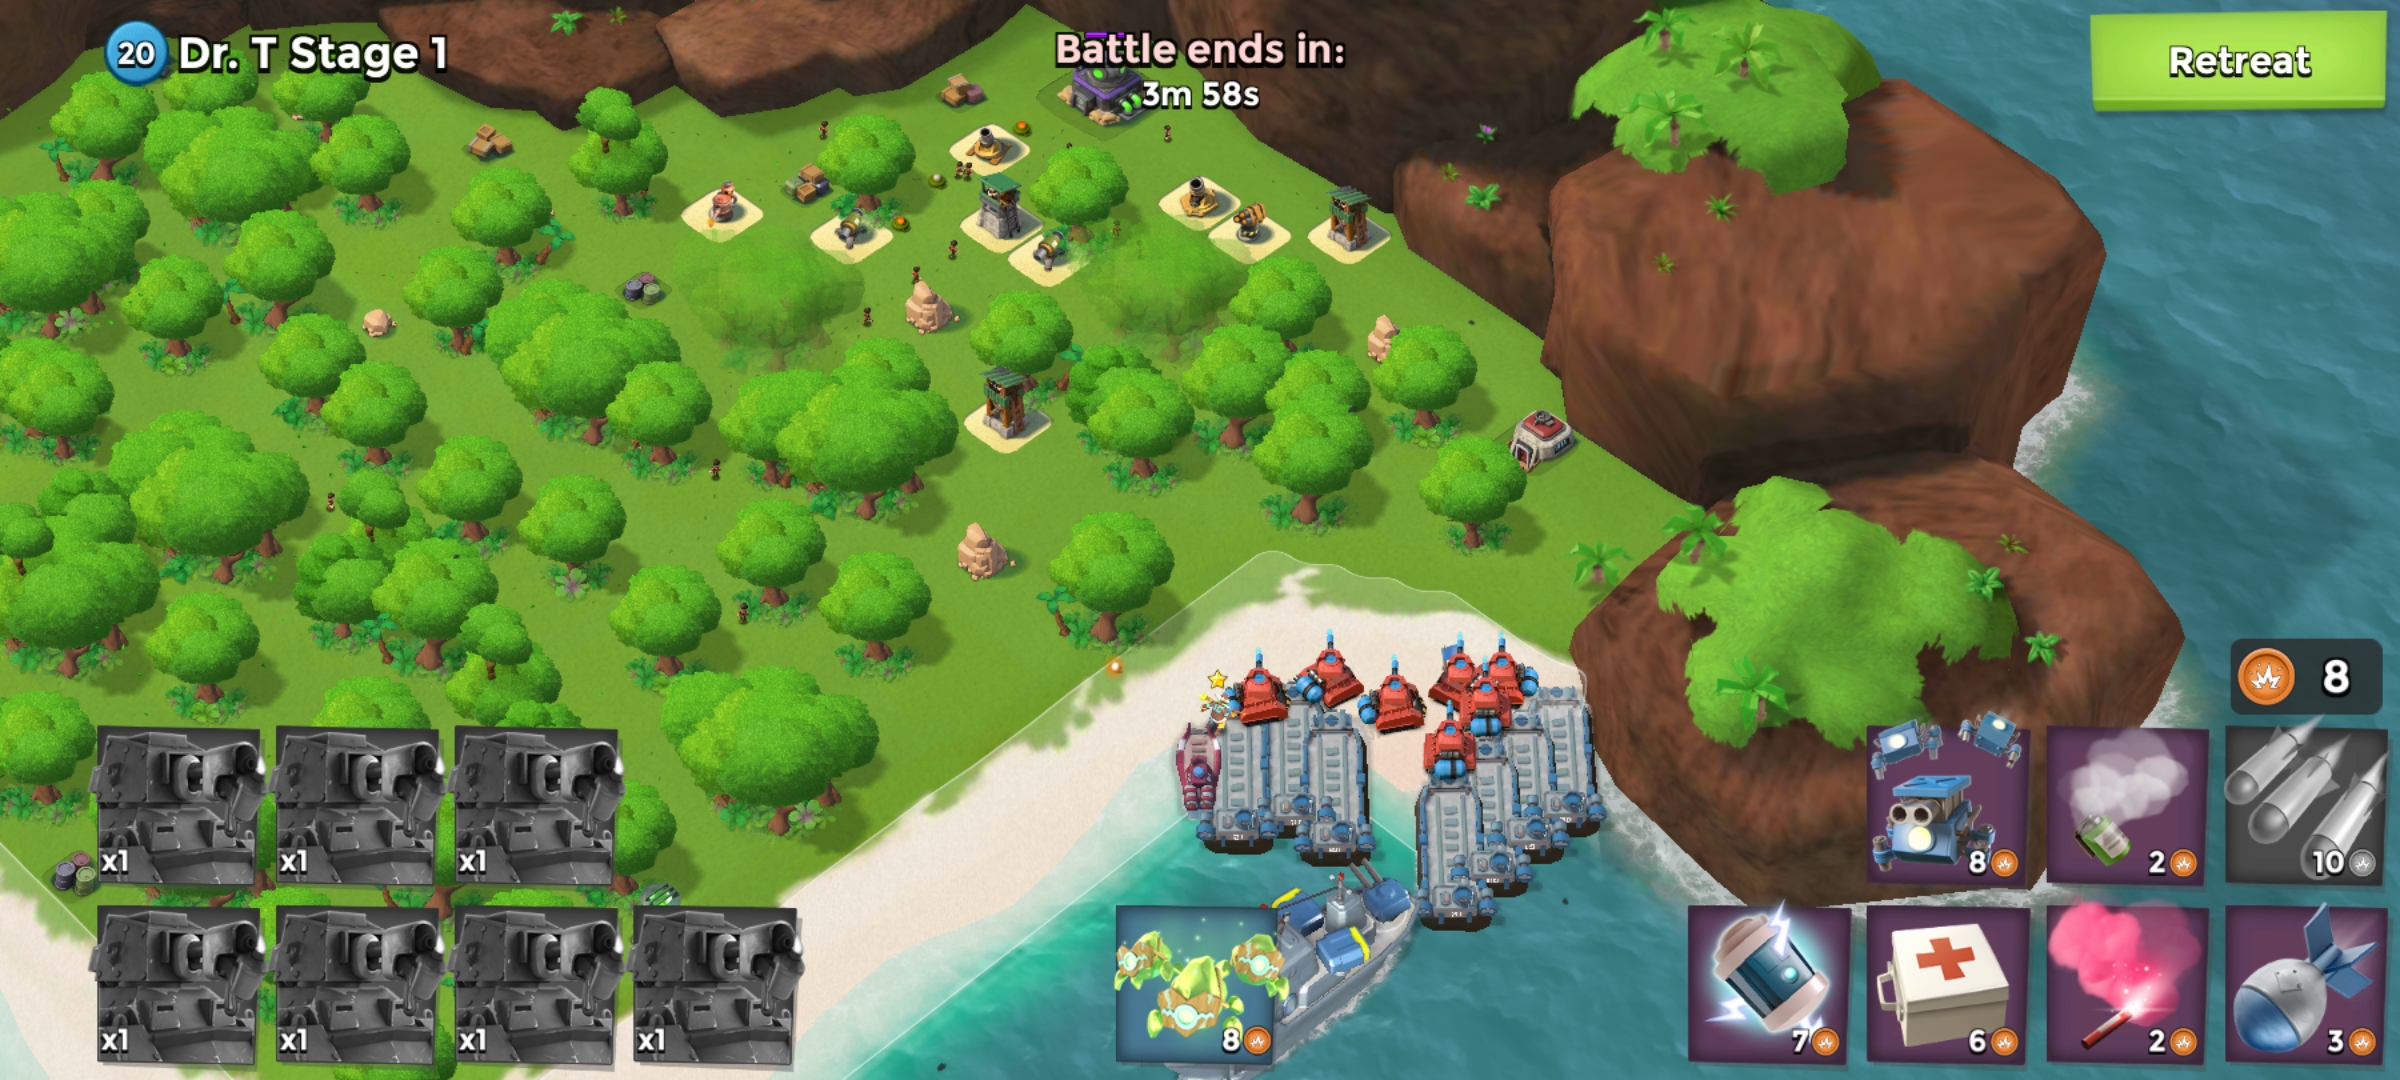 20 Dr. T Stage 1
Battle ends in:
3m 58s
Retreat
8
x1 x1 x1
8 2 10
x1 x1 x1 x1
8 7 6 2 3